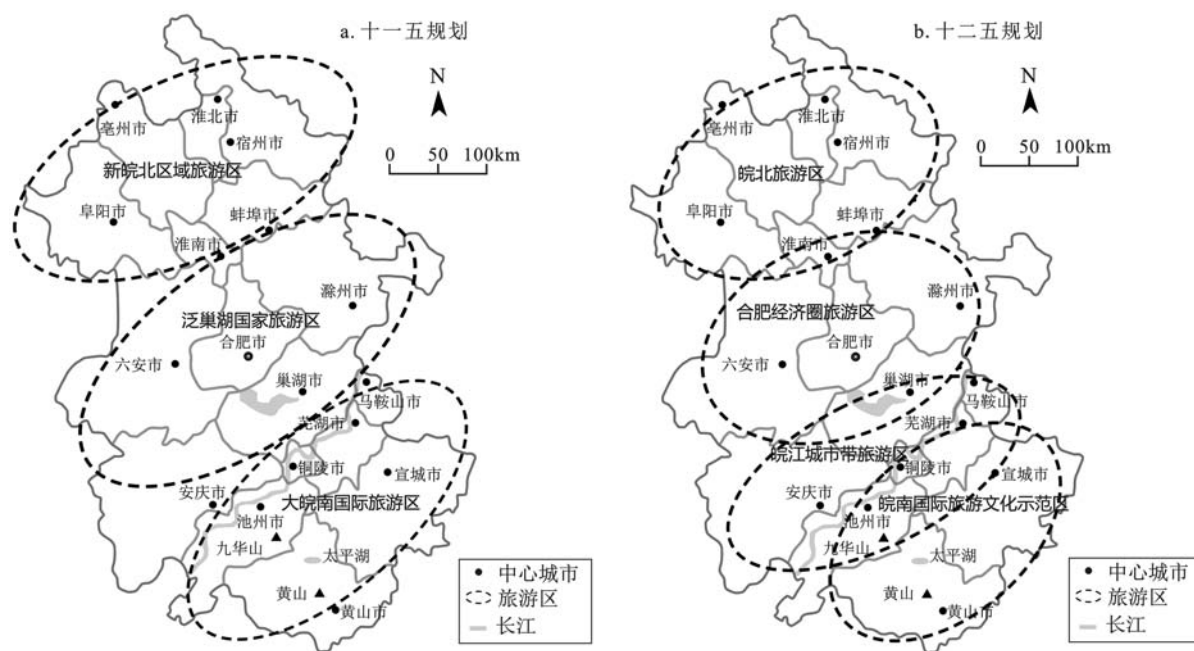 a. 十一五规划
N
0 50 100km
亳州市
淮北市
宿州市
新皖北区域旅游区
阜阳市
蚌埠市
淮南市
滁州市
泛巢湖国家旅游区
合肥市
六安市
巢湖市
马鞍山市
芜湖市
铜陵市
宣城市
安庆市
大皖南国际旅游区
池州市
九华山
太平湖
黄山
黄山市
中心城市
旅游区
长江
b. 十二五规划
N
0 50 100km
亳州市
淮北市
宿州市
皖北旅游区
阜阳市
蚌埠市
淮南市
滁州市
合肥经济圈旅游区
合肥市
六安市
巢湖市
马鞍山市
芜湖市
皖江城市带旅游区
铜陵市
宣城市
安庆市
皖南国际旅游文化示范区
池州市
九华山
太平湖
黄山
黄山市
中心城市
旅游区
长江